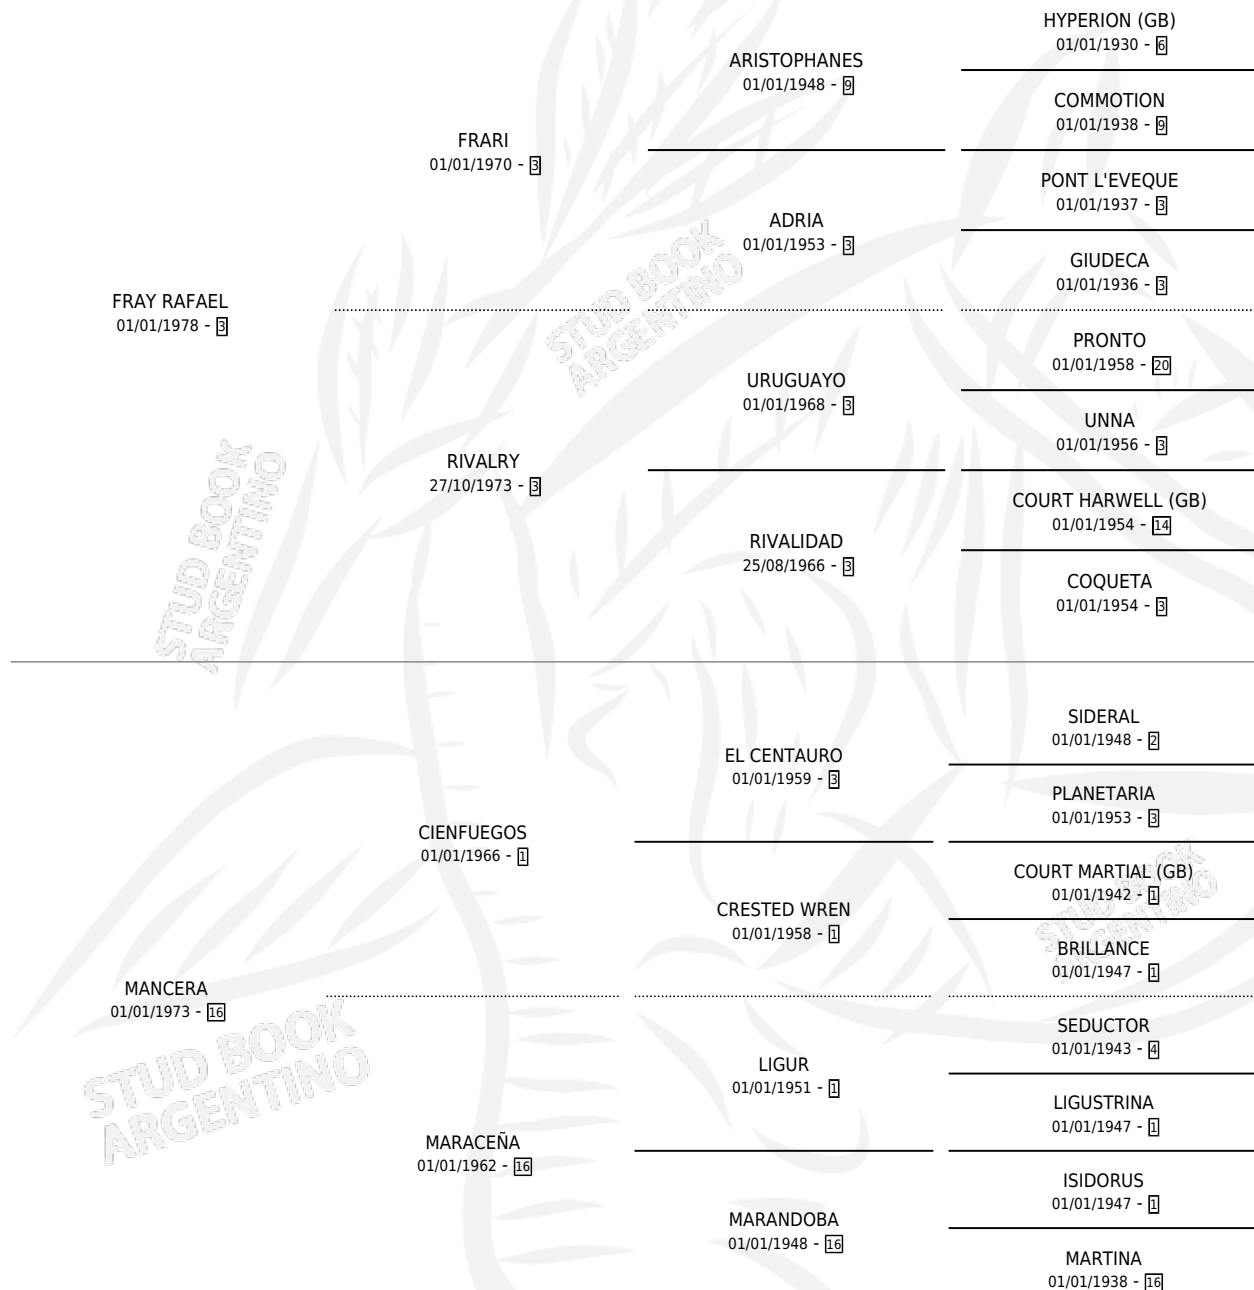 HYPERION (GB)
01/01/1930 - 6
ARISTOPHANES
01/01/1948 - 9
COMMOTION
01/01/1938 - 9
FRARI
01/01/1970 - 3
PONT L'EVEQUE
01/01/1937 - 3
ADRIA
01/01/1953 - 3
GIUDECA
01/01/1936 - 3
FRAY RAFAEL
01/01/1978 - 3
PRONTO
01/01/1958 - 20
URUGUAYO
01/01/1968 - 3
UNNA
01/01/1956 - 3
RIVALRY
27/10/1973 - 3
COURT HARWELL (GB)
01/01/1954 - 14
RIVALIDAD
25/08/1966 - 3
COQUETA
01/01/1954 - 3
SIDERAL
01/01/1948 - 2
EL CENTAURO
01/01/1959 - 3
PLANETARIA
01/01/1953 - 3
CIENFUEGOS
01/01/1966 - 1
COURT MARTIAL (GB)
01/01/1942 - 1
CRESTED WREN
01/01/1958 - 1
BRILLANCE
01/01/1947 - 1
MANCERA
01/01/1973 - 16
SEDUCTOR
01/01/1943 - 4
LIGUR
01/01/1951 - 1
LIGUSTRINA
01/01/1947 - 1
MARACEÑA
01/01/1962 - 16
ISIDORUS
01/01/1947 - 1
MARANDOBA
01/01/1948 - 16
MARTINA
01/01/1938 - 16
STUD BOOK
ARGENTINO
STUD BOOK
ARGENTINO
STUD BOOK
ARGENTINO
STUD BOOK
ARGENTINO